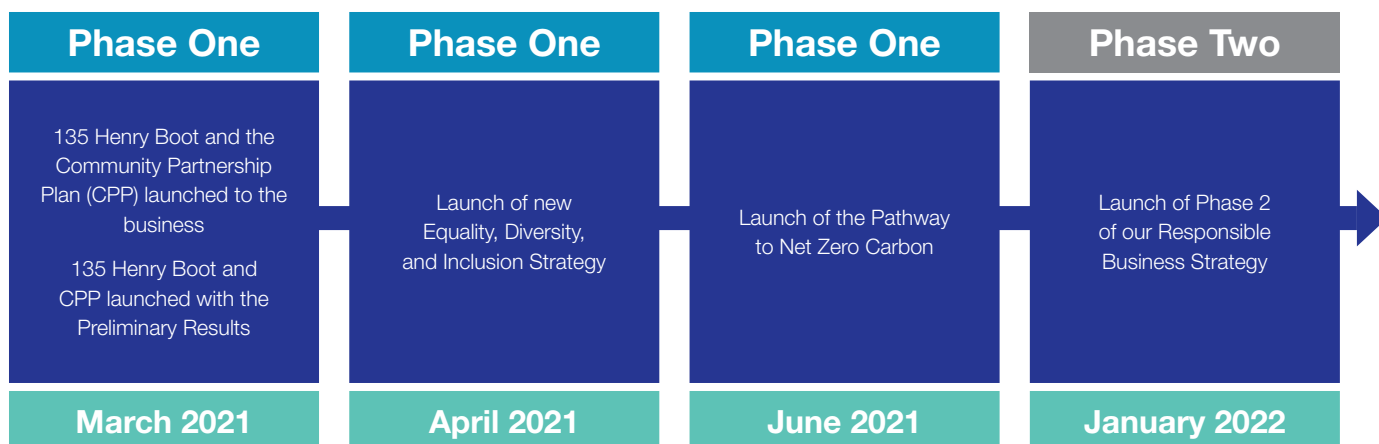 Phase One
135 Henry Boot and the
Community Partnership
Plan (CPP) launched to the
business
135 Henry Boot and
CPP launched with the
Preliminary Results
March 2021
Phase One
Launch of new
Equality, Diversity,
and Inclusion Strategy
April 2021
Phase One
Launch of the Pathway
to Net Zero Carbon
June 2021
Phase Two
Launch of Phase 2
of our Responsible
Business Strategy
January 2022